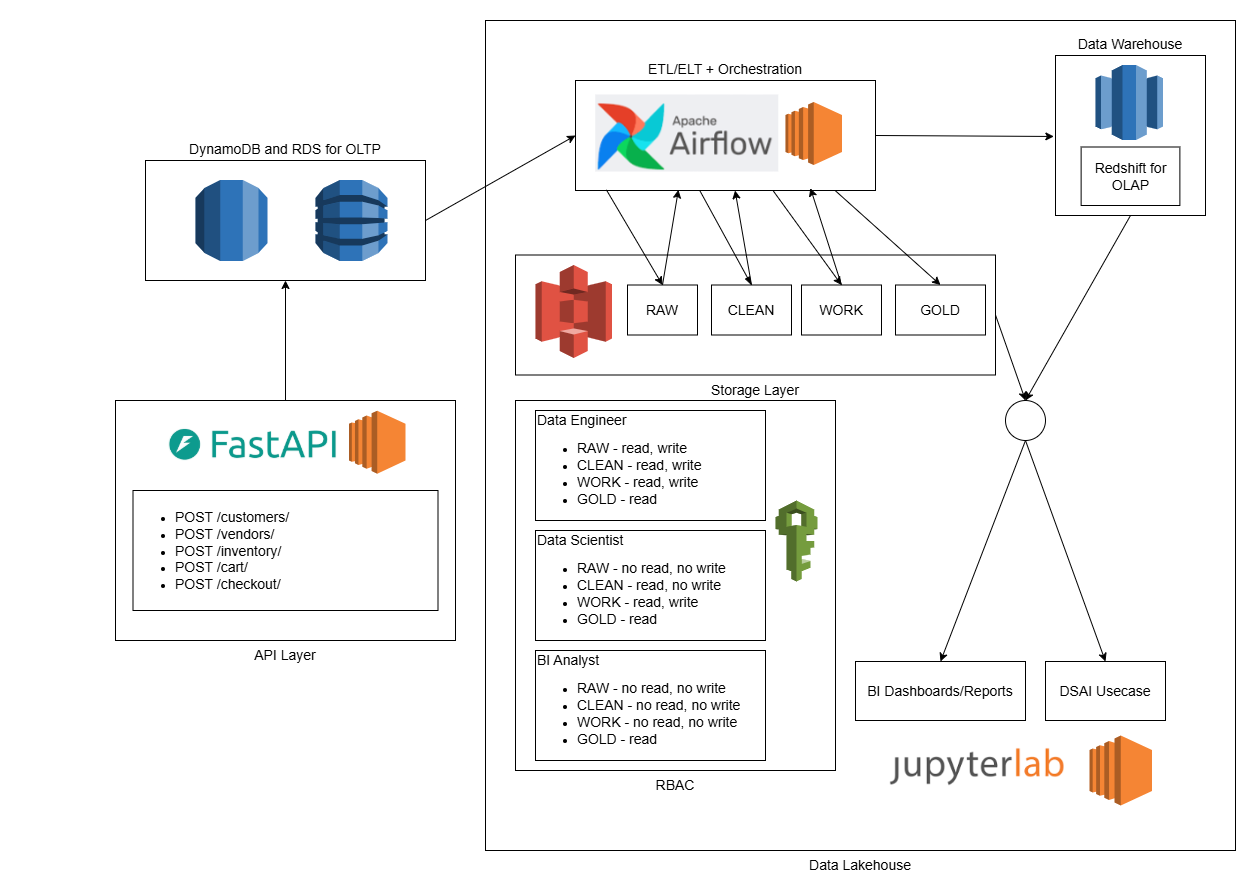 Data Warehouse
ETL/ELT + Orchestration
Apache
Airflow
Redshift for
OLAP
DynamoDB and RDS for OLTP
RAW
CLEAN
WORK
GOLD
Storage Layer
FastAPI
POST /customers/
POST /vendors/
POST /inventory/
POST /cart/
POST /checkout/
API Layer
Data Engineer
RAW - read, write
CLEAN - read, write
WORK - read, write
GOLD - read
Data Scientist
RAW - no read, no write
CLEAN - read, no write
WORK - read, write
GOLD - read
BI Analyst
RAW - no read, no write
CLEAN - no read, no write
WORK - no read, no write
GOLD - read
RBAC
BI Dashboards/Reports
DSAI Usecase
jupyterlab
Data Lakehouse